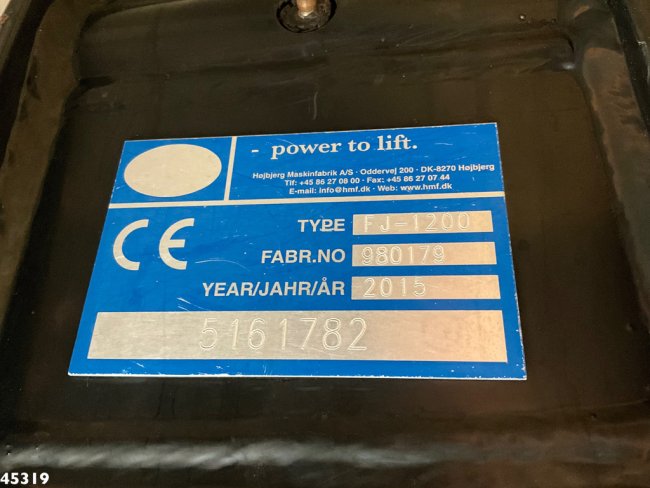 - power to lift.
Højbjerg Maskinfabrik A/S · Oddervej 200 · DK-8270 Højbjerg
Tlf: +45 86 27 08 00 · Fax: +45 86 27 07 44
E-mail: info@hmf.dk · Web: www.hmf.dk
CE
TYPE FJ-1200
FABR.NO 980179
YEAR/JAHR/ÅR 2015
5161782
45319